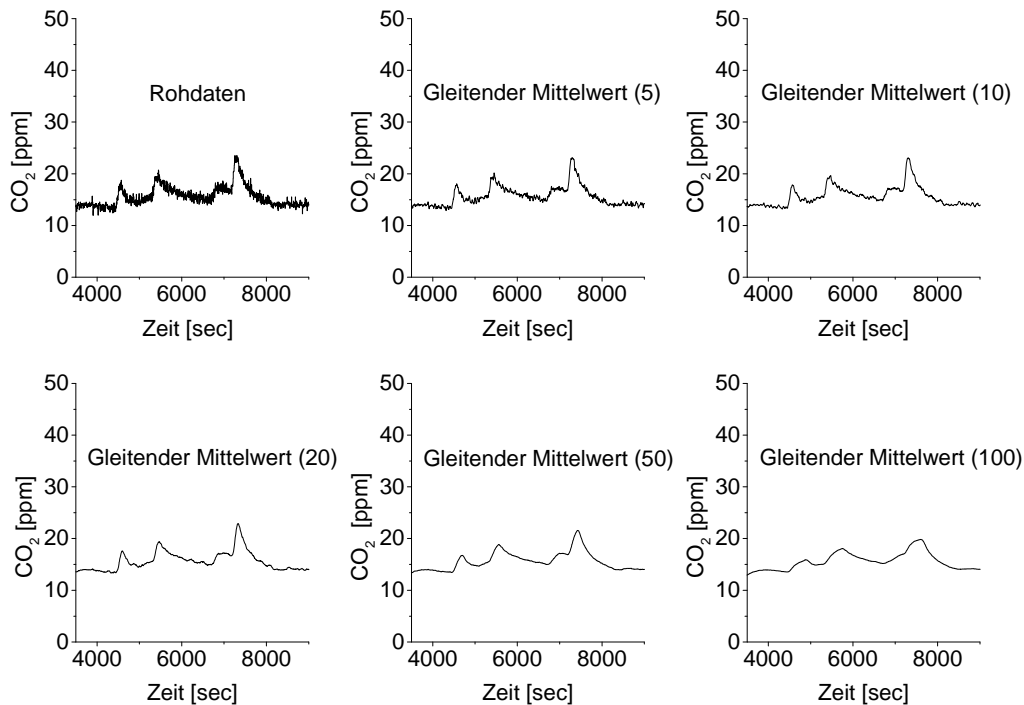 50
40
30
20
10
0
CO2 [ppm]
Rohdaten
4000 6000 8000
Zeit [sec]
50
40
30
20
10
0
CO2 [ppm]
Gleitender Mittelwert (5)
4000 6000 8000
Zeit [sec]
50
40
30
20
10
0
CO2 [ppm]
Gleitender Mittelwert (10)
4000 6000 8000
Zeit [sec]
50
40
30
20
10
0
CO2 [ppm]
Gleitender Mittelwert (20)
4000 6000 8000
Zeit [sec]
50
40
30
20
10
0
CO2 [ppm]
Gleitender Mittelwert (50)
4000 6000 8000
Zeit [sec]
50
40
30
20
10
0
CO2 [ppm]
Gleitender Mittelwert (100)
4000 6000 8000
Zeit [sec]